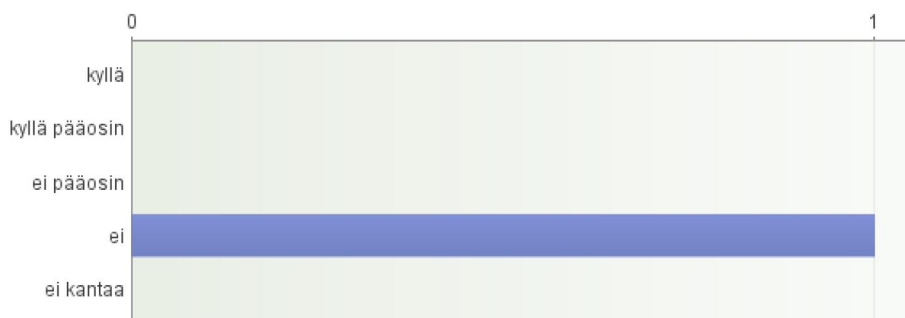 0 1
kyllä
kyllä pääosin
ei pääosin
ei
ei kantaa